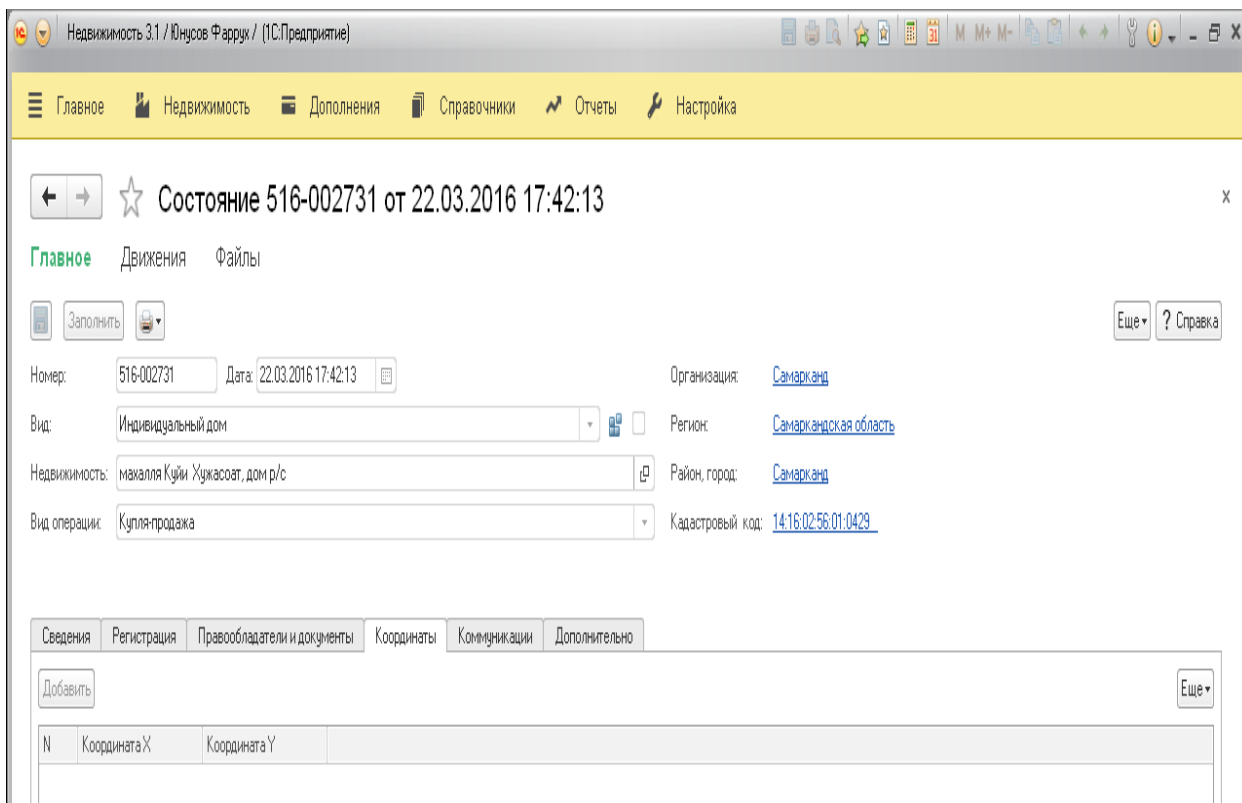 Недвижимость 3.1 / Юнусов Фаррух / (1С:Предприятие) 31 M M+ M-
Главное Недвижимость Дополнения Справочники Отчеты Настройка
Состояние 516-002731 от 22.03.2016 17:42:13
Главное Движения Файлы
Заполнить Еще ? Справка
Номер: 516-002731 Дата: 22.03.2016 17:42:13 Организация: Самарканд
Вид: Индивидуальный дом Регион: Самаркандская область
Недвижимость: махалля Куйи Хужасоат, дом р/с Район, город: Самарканд
Вид операции: Купля-продажа Кадастровый код: 14:16:02:56:01:0429
Сведения Регистрация Правообладатели и документы Координаты Коммуникации Дополнительно
Добавить Еще
N Координата X Координата Y